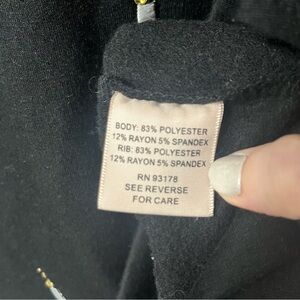 BODY: 83% POLYESTER
12% RAYON 5% SPANDEX
RIB: 83% POLYESTER
12% RAYON 5% SPANDEX
RN 93178
SEE REVERSE
FOR CARE